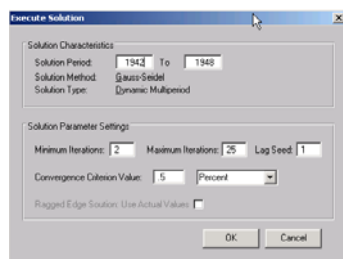 Execute Solution
Solution Characteristics
Solution Period: 1942 To 1948
Solution Method: Gauss-Seidel
Solution Type: Dynamic Multiperiod
Solution Parameter Settings
Minimum Iterations: 2 Maximum Iterations: 25 Lag Seed: 1
Convergence Criterion Value: .5 Percent
Ragged Edge Soution: Use Actual Values
OK Cancel